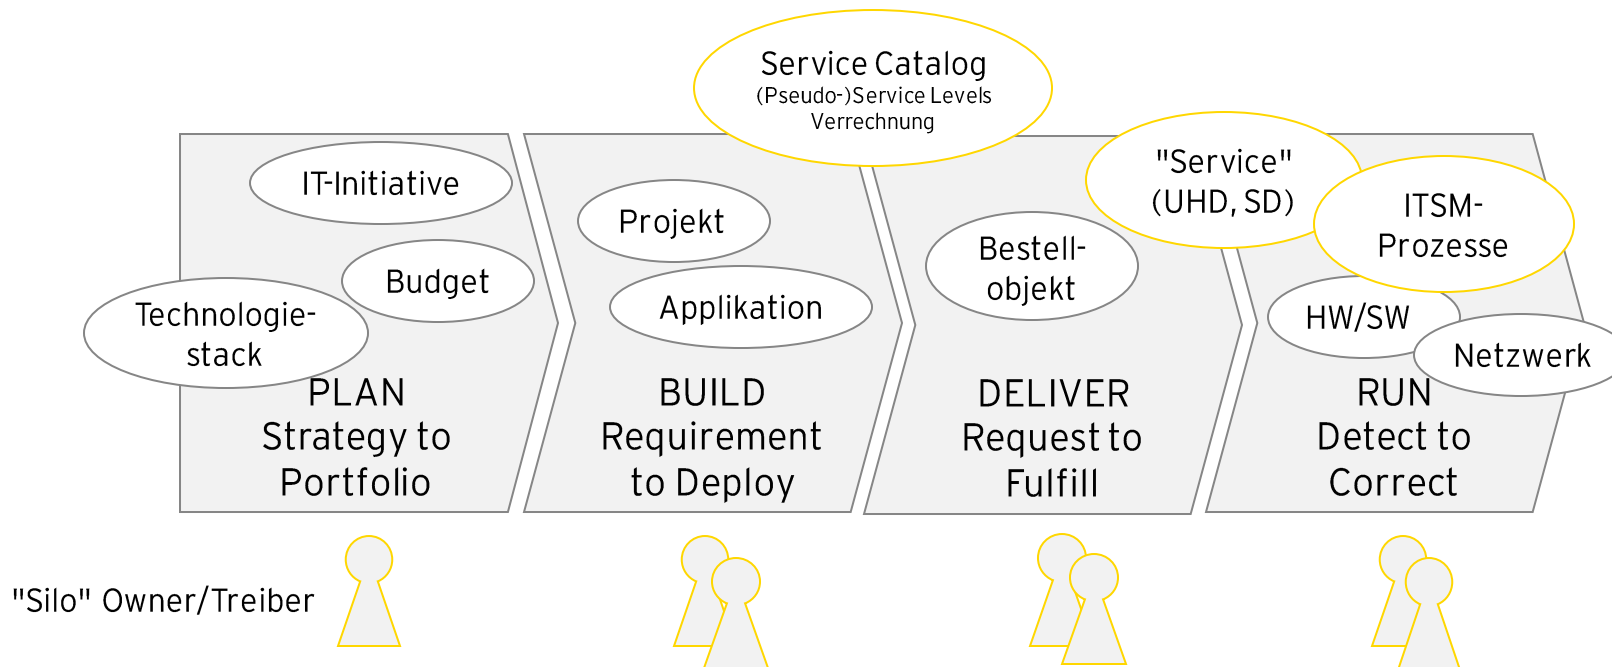 Service Catalog
(Pseudo-)Service Levels
Verrechnung
IT-Initiative
Budget
Technologie-
stack
PLAN
Strategy to
Portfolio
Projekt
Applikation
BUILD
Requirement
to Deploy
Bestell-
objekt
DELIVER
Request to
Fulfill
"Service"
(UHD, SD)
ITSM-
Prozesse
HW/SW
Netzwerk
RUN
Detect to
Correct
"Silo" Owner/Treiber